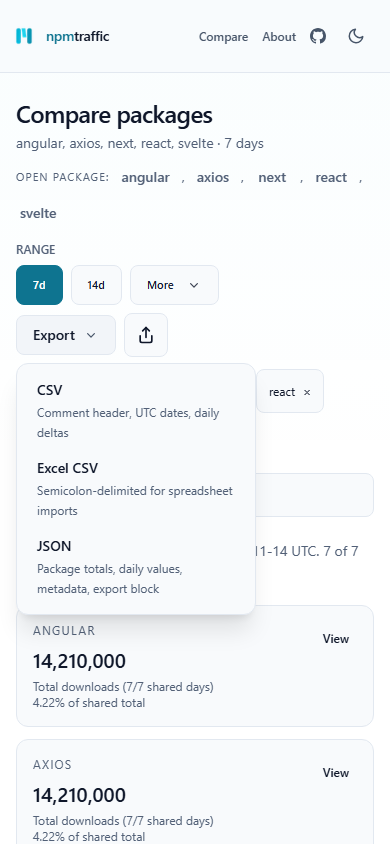 npmtraffic
Compare About
Compare packages
angular, axios, next, react, svelte · 7 days
OPEN PACKAGE: angular , axios , next , react ,
svelte
RANGE
7d 14d More
Export
CSV
Comment header, UTC dates, daily
deltas
Excel CSV
Semicolon-delimited for spreadsheet
imports
JSON
Package totals, daily values,
metadata, export block
react ×
11-14 UTC. 7 of 7
ANGULAR
View
14,210,000
Total downloads (7/7 shared days)
4.22% of shared total
AXIOS
View
14,210,000
Total downloads (7/7 shared days)
4.22% of shared total